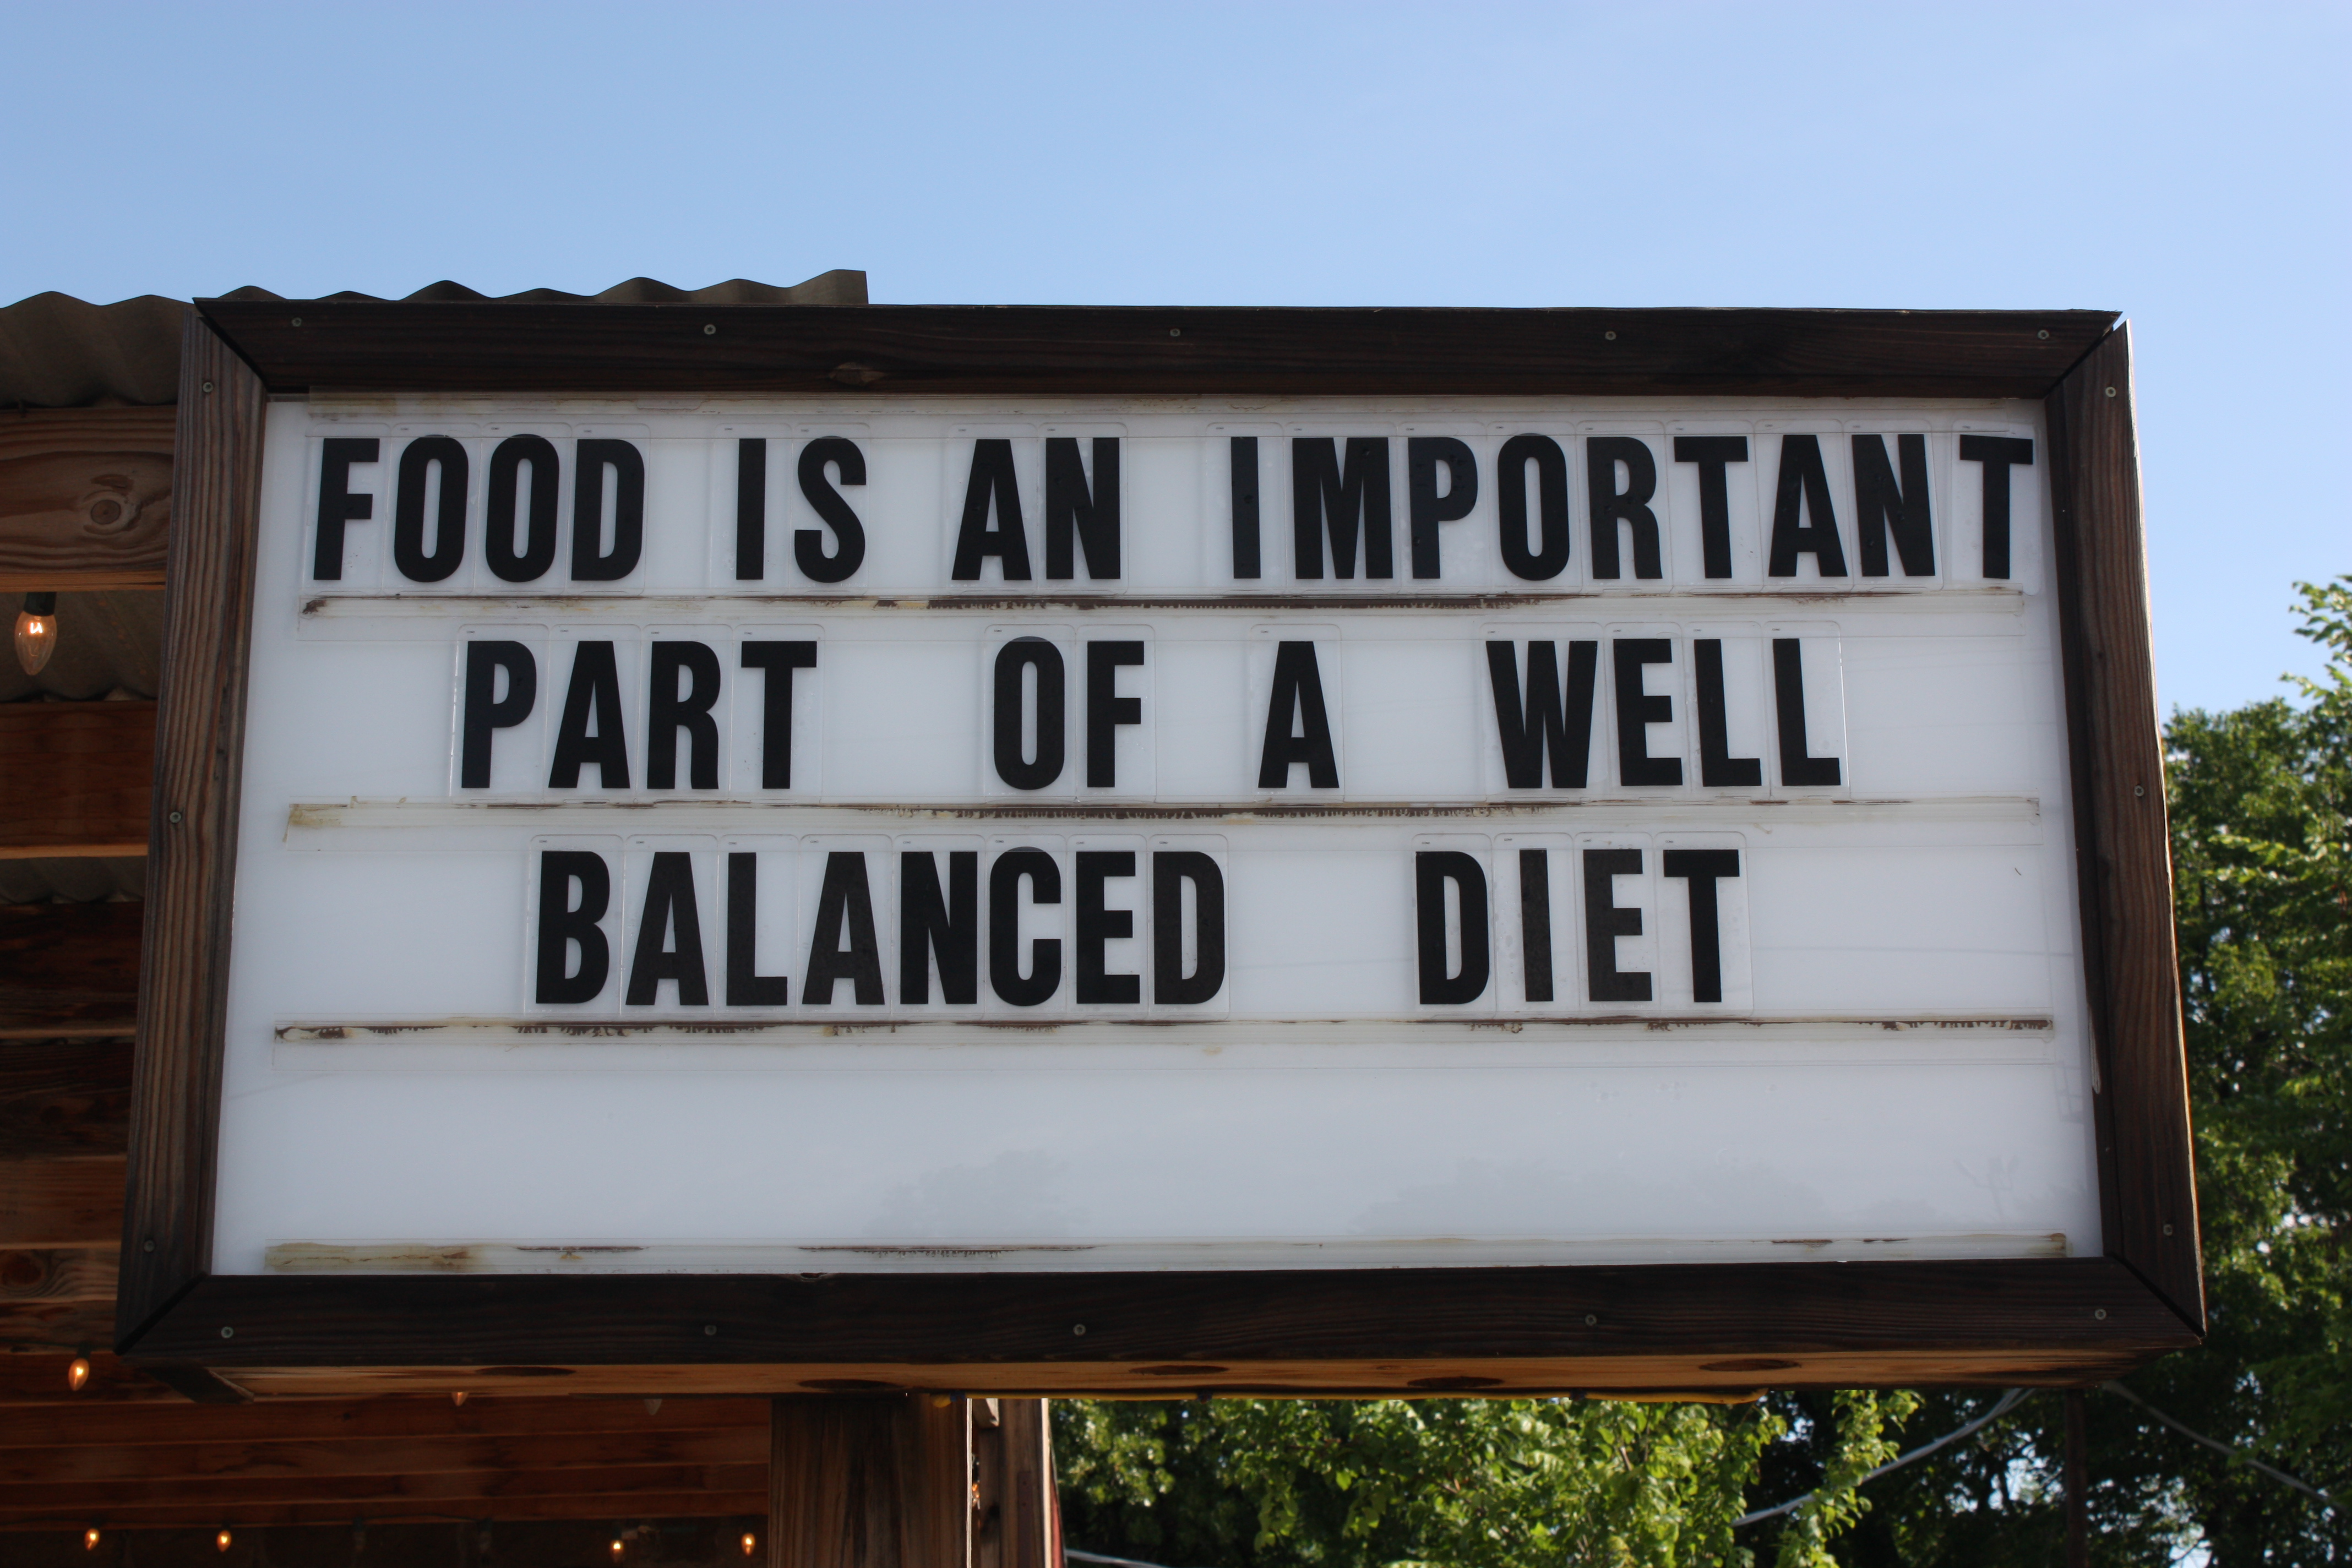 FOOD IS AN IMPORTANT
PART OF A WELL
BALANCED DIET